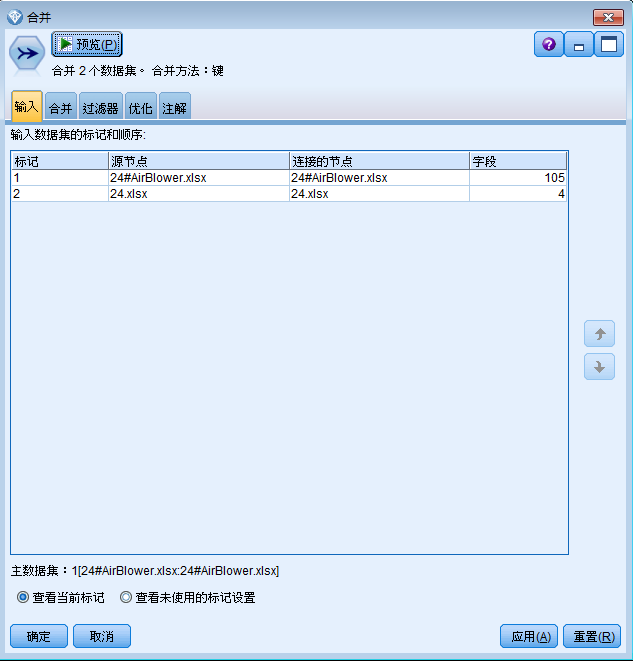 合并
预览(P)
合并 2 个数据集。 合并方法：键
输入 合并 过滤器 优化 注解
输入数据集的标记和顺序:
标记 源节点 连接的节点 字段
1 24#AirBlower.xlsx 24#AirBlower.xlsx 105
2 24.xlsx 24.xlsx 4
主数据集：1[24#AirBlower.xlsx:24#AirBlower.xlsx]
查看当前标记 查看未使用的标记设置
确定 取消 应用(A) 重置(R)